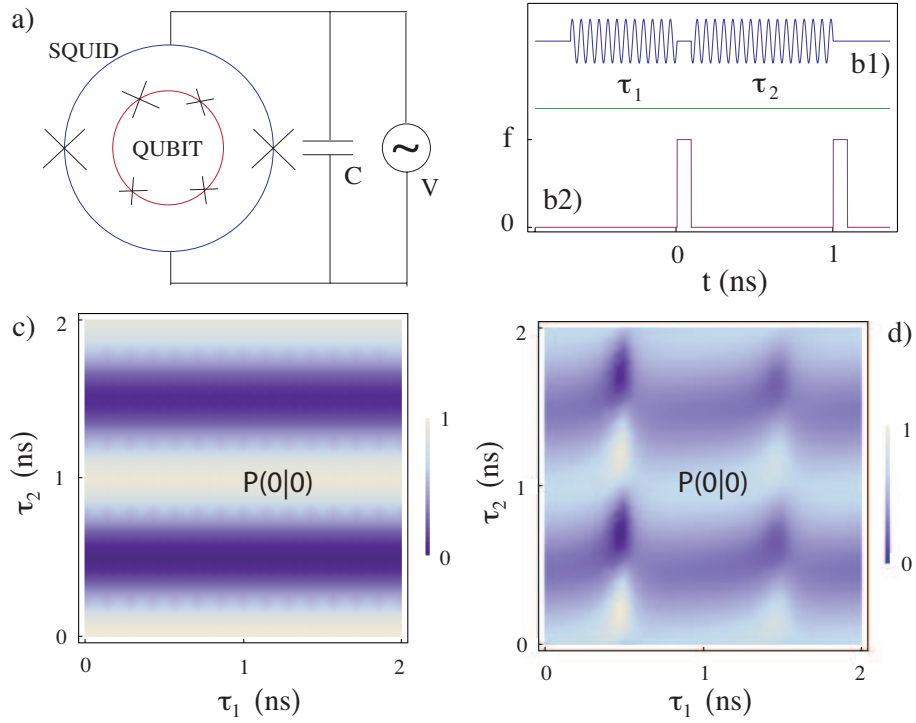 a)
SQUID
QUBIT
C
~
V
b1)
τ1
τ2
f
b2)
0
0
1
t (ns)
c)
2
1
0
τ2 (ns)
P(0|0)
0
1
2
τ1 (ns)
1
0
d)
2
1
0
τ2 (ns)
P(0|0)
0
1
2
τ1 (ns)
1
0